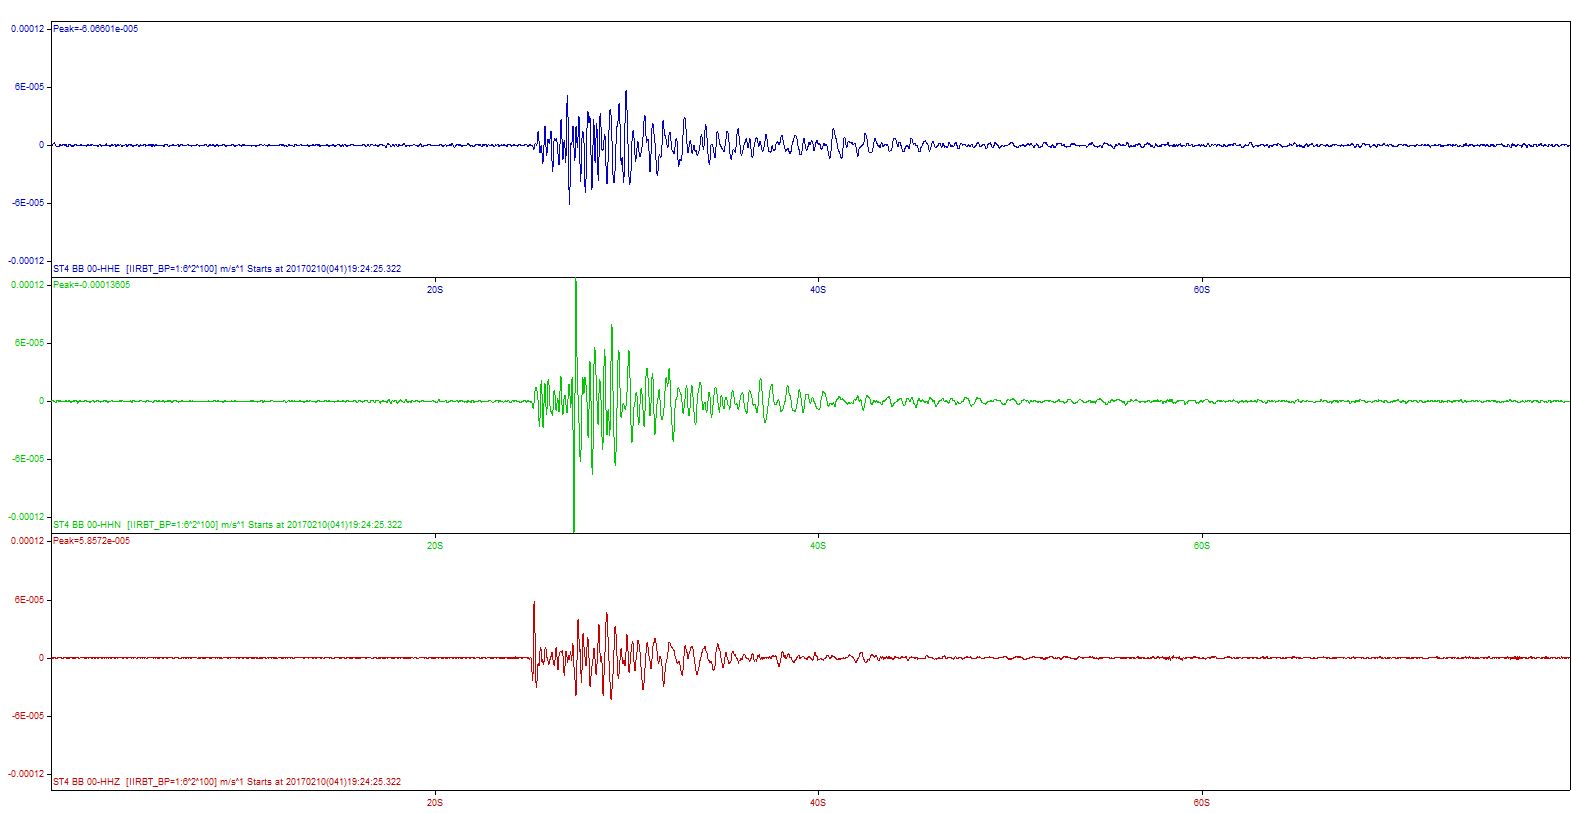 0.00012
Peak=-6.06601e-005
6E-005
0
-6E-005
-0.00012
ST4 BB 00-HHE [IIRBT_BP=1:6^2^100] m/s^1 Starts at 20170210(041)19:24:25.322
20S 40S 60S
0.00012
Peak=-0.00013605
6E-005
0
-6E-005
-0.00012
ST4 BB 00-HHN [IIRBT_BP=1:6^2^100] m/s^1 Starts at 20170210(041)19:24:25.322
20S 40S 60S
0.00012
Peak=5.8572e-005
6E-005
0
-6E-005
-0.00012
ST4 BB 00-HHZ [IIRBT_BP=1:6^2^100] m/s^1 Starts at 20170210(041)19:24:25.322
20S 40S 60S